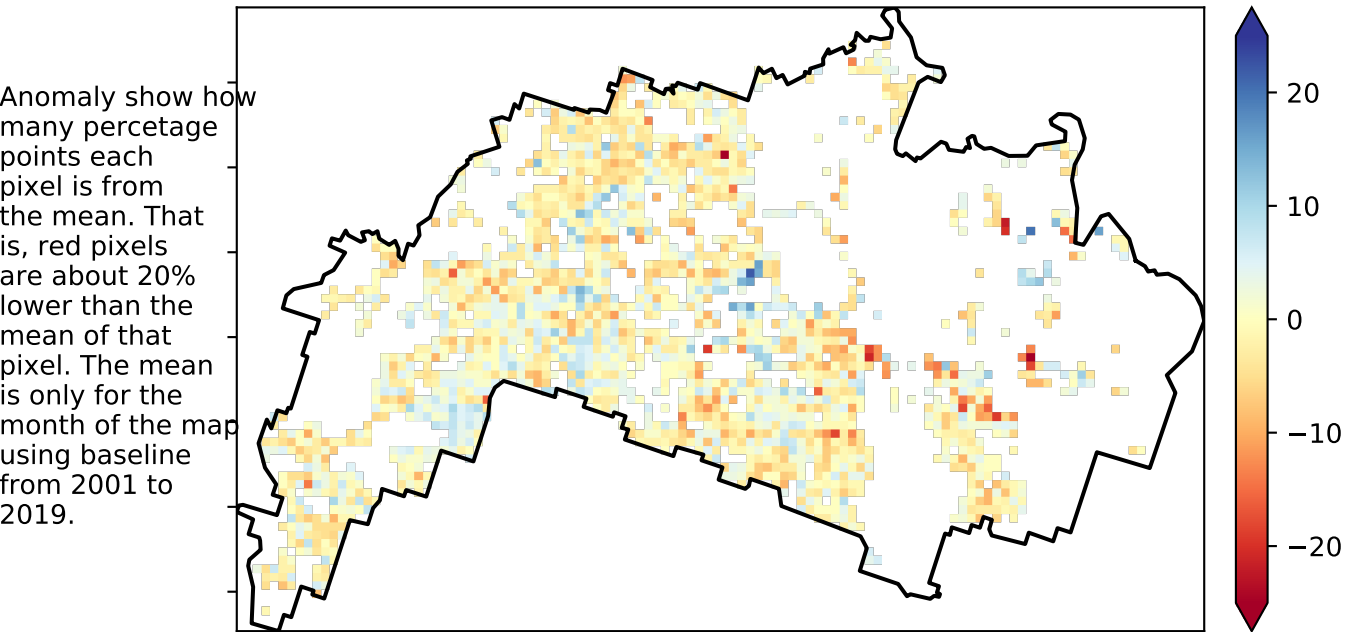 Anomaly show how
many percetage
points each
pixel is from
the mean. That
is, red pixels
are about 20%
lower than the
mean of that
pixel. The mean
is only for the
month of the map
using baseline
from 2001 to
2019.
20
10
0
−10
−20